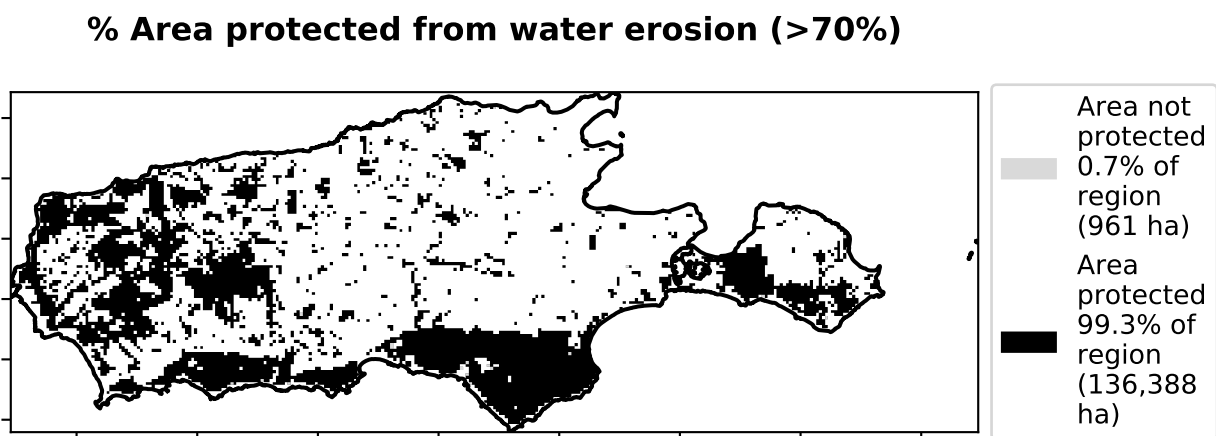 % Area protected from water erosion (>70%)
Area not
protected
0.7% of
region
(961 ha)
Area
protected
99.3% of
region
(136,388
ha)